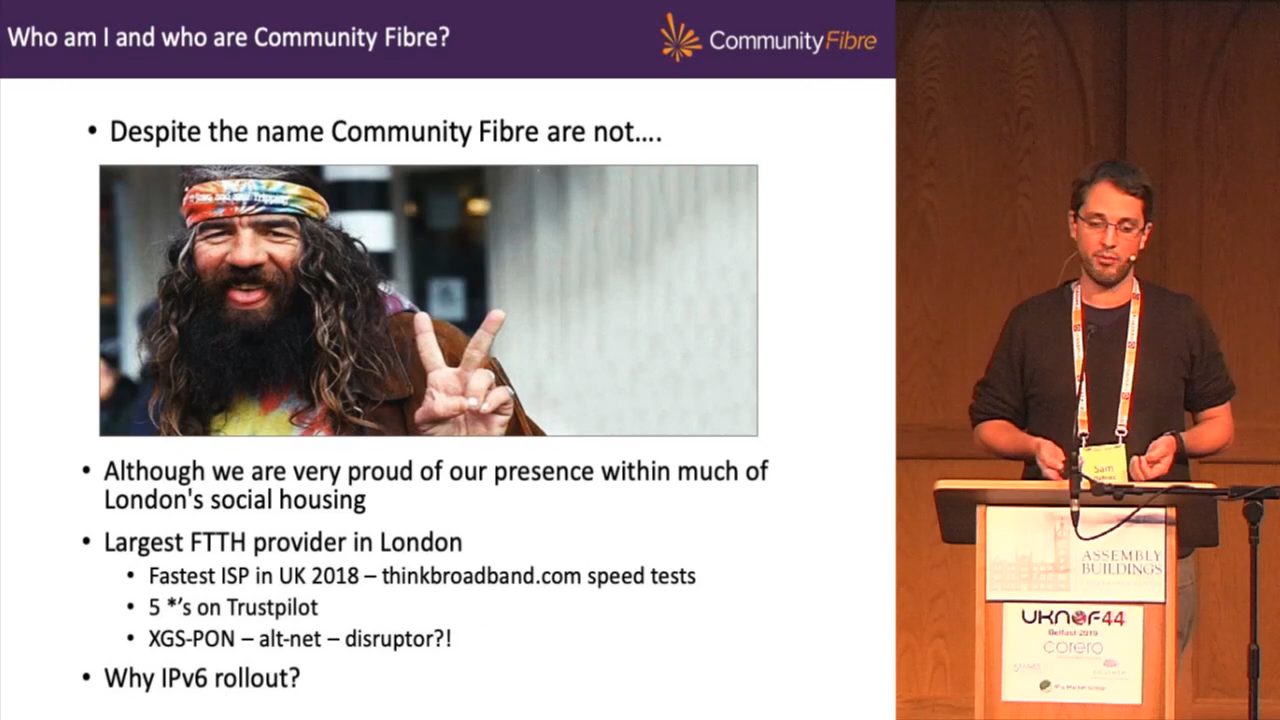 Who am I and who are Community Fibre?
CommunityFibre
• Despite the name Community Fibre are not....
• Although we are very proud of our presence within much of
London's social housing
• Largest FTTH provider in London
• Fastest ISP in UK 2018 – thinkbroadband.com speed tests
• 5 *'s on Trustpilot
• XGS-PON – alt-net – disruptor?!
• Why IPv6 rollout?
Sam
ASSEMBLY
BUILDINGS
UKNOF44
Belfast 2019
corero